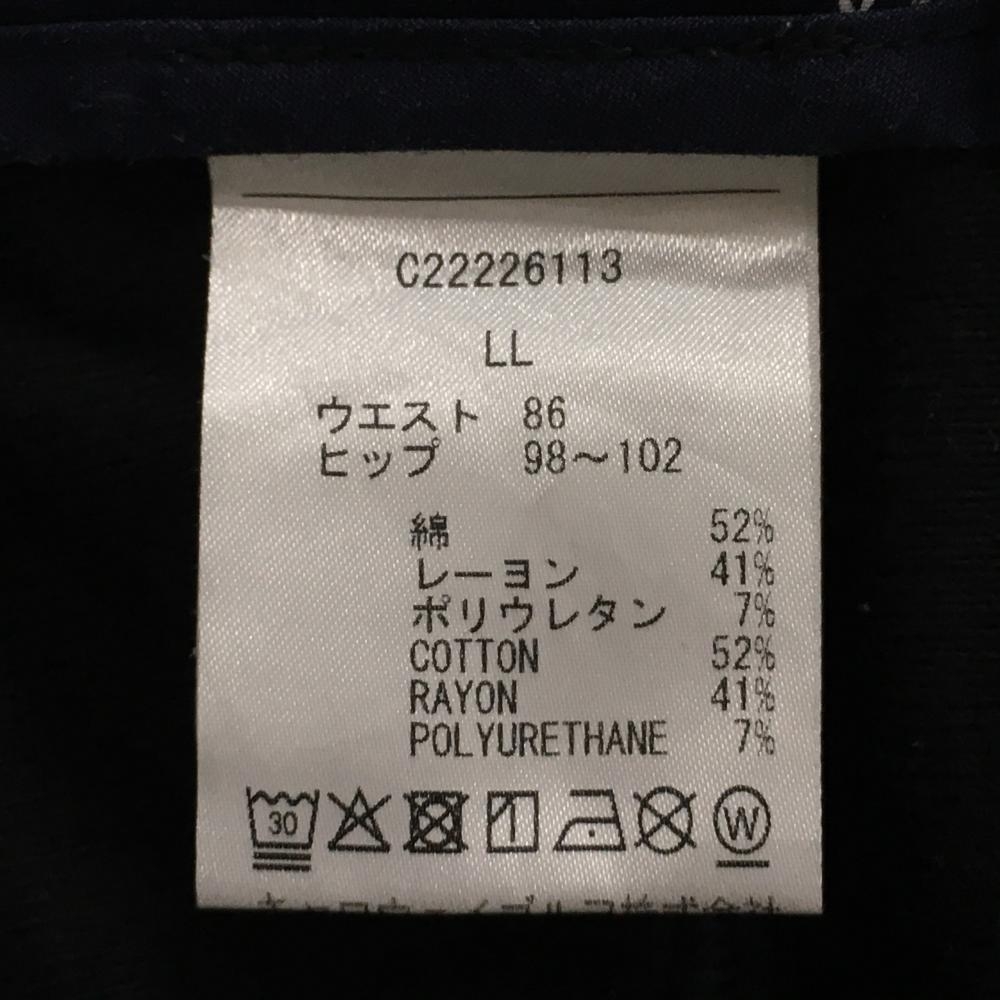 C22226113
LL
ウエスト 86
ヒップ 98～102
綿 52%
レーヨン 41%
ポリウレタン 7%
COTTON 52%
RAYON 41%
POLYURETHANE 7%
30 W